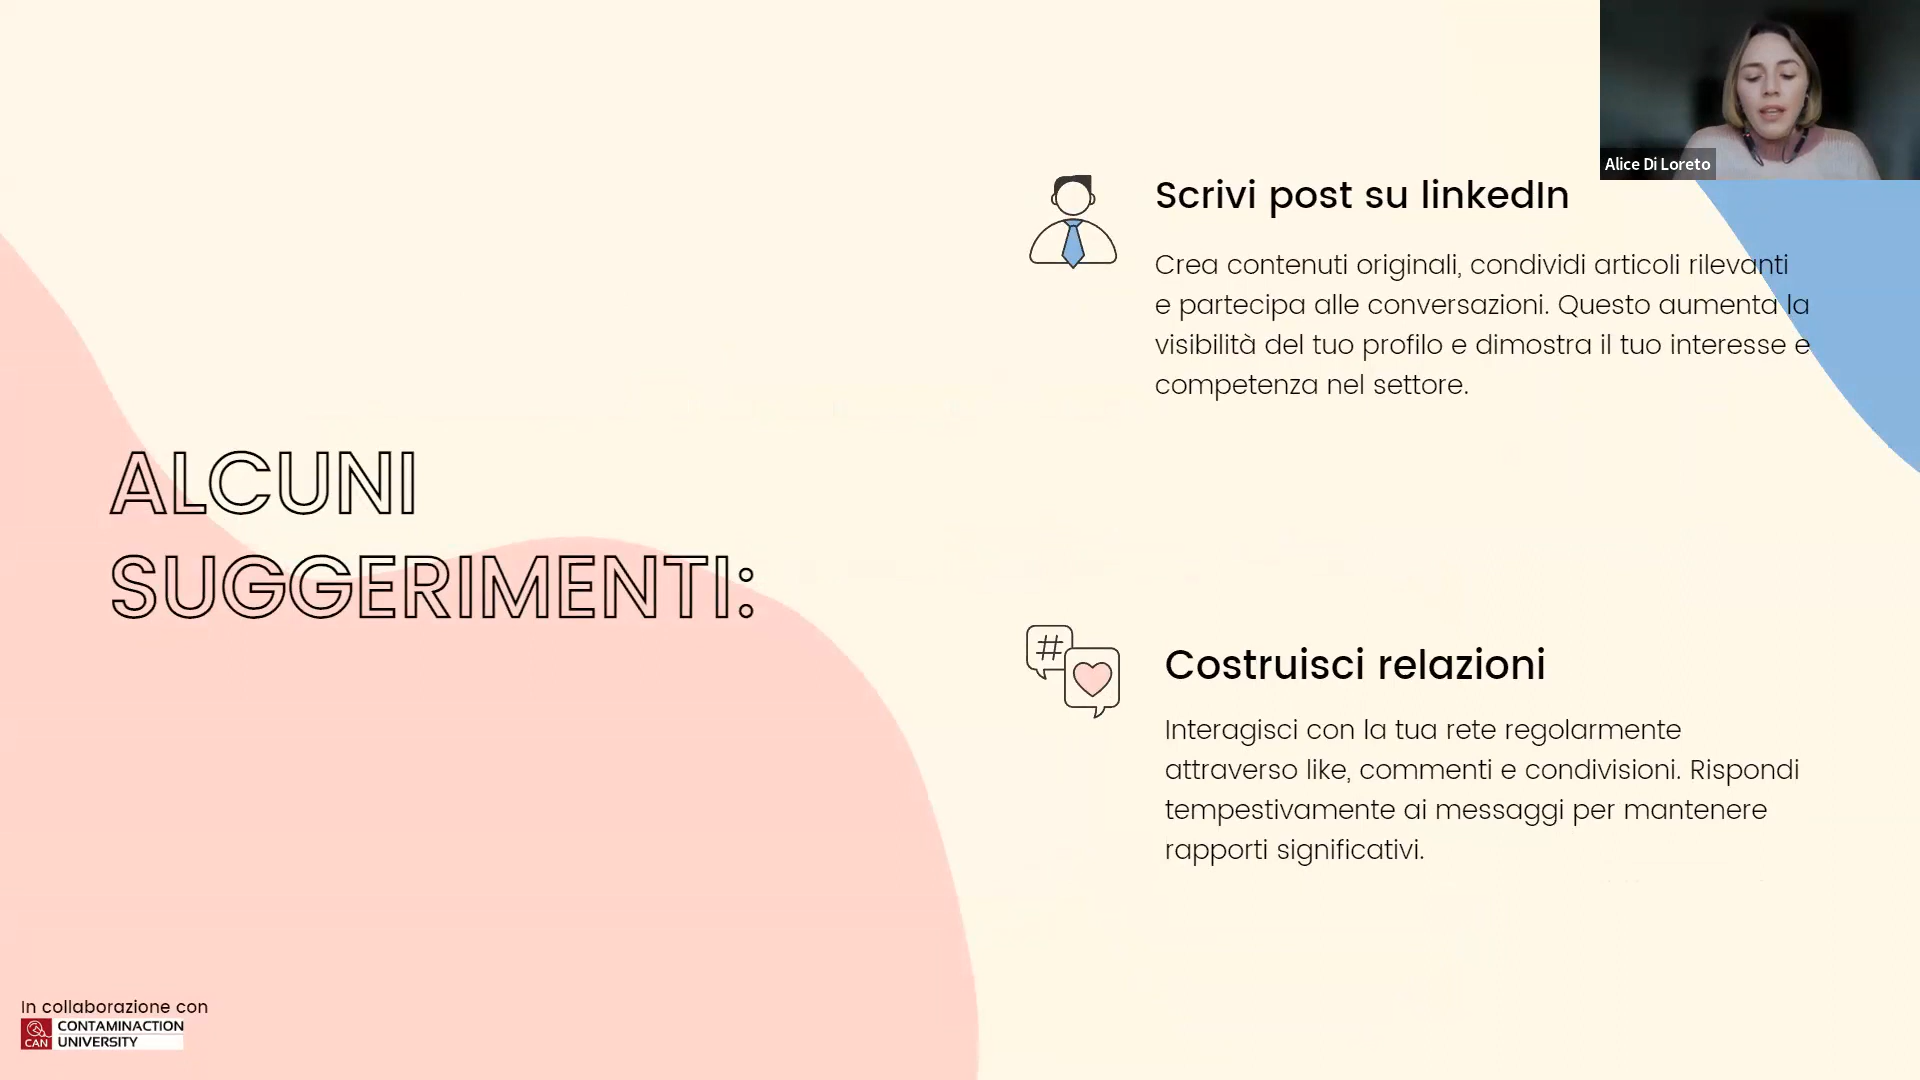 Alice Di Loreto
ALCUNI
SUGGERIMENTI:
Scrivi post su linkedIn
Crea contenuti originali, condividi articoli rilevanti
e partecipa alle conversazioni. Questo aumenta la
visibilità del tuo profilo e dimostra il tuo interesse e
competenza nel settore.
#
Costruisci relazioni
Interagisci con la tua rete regolarmente
attraverso like, commenti e condivisioni. Rispondi
tempestivamente ai messaggi per mantenere
rapporti significativi.
In collaborazione con
CAN
CONTAMINACTION
UNIVERSITY